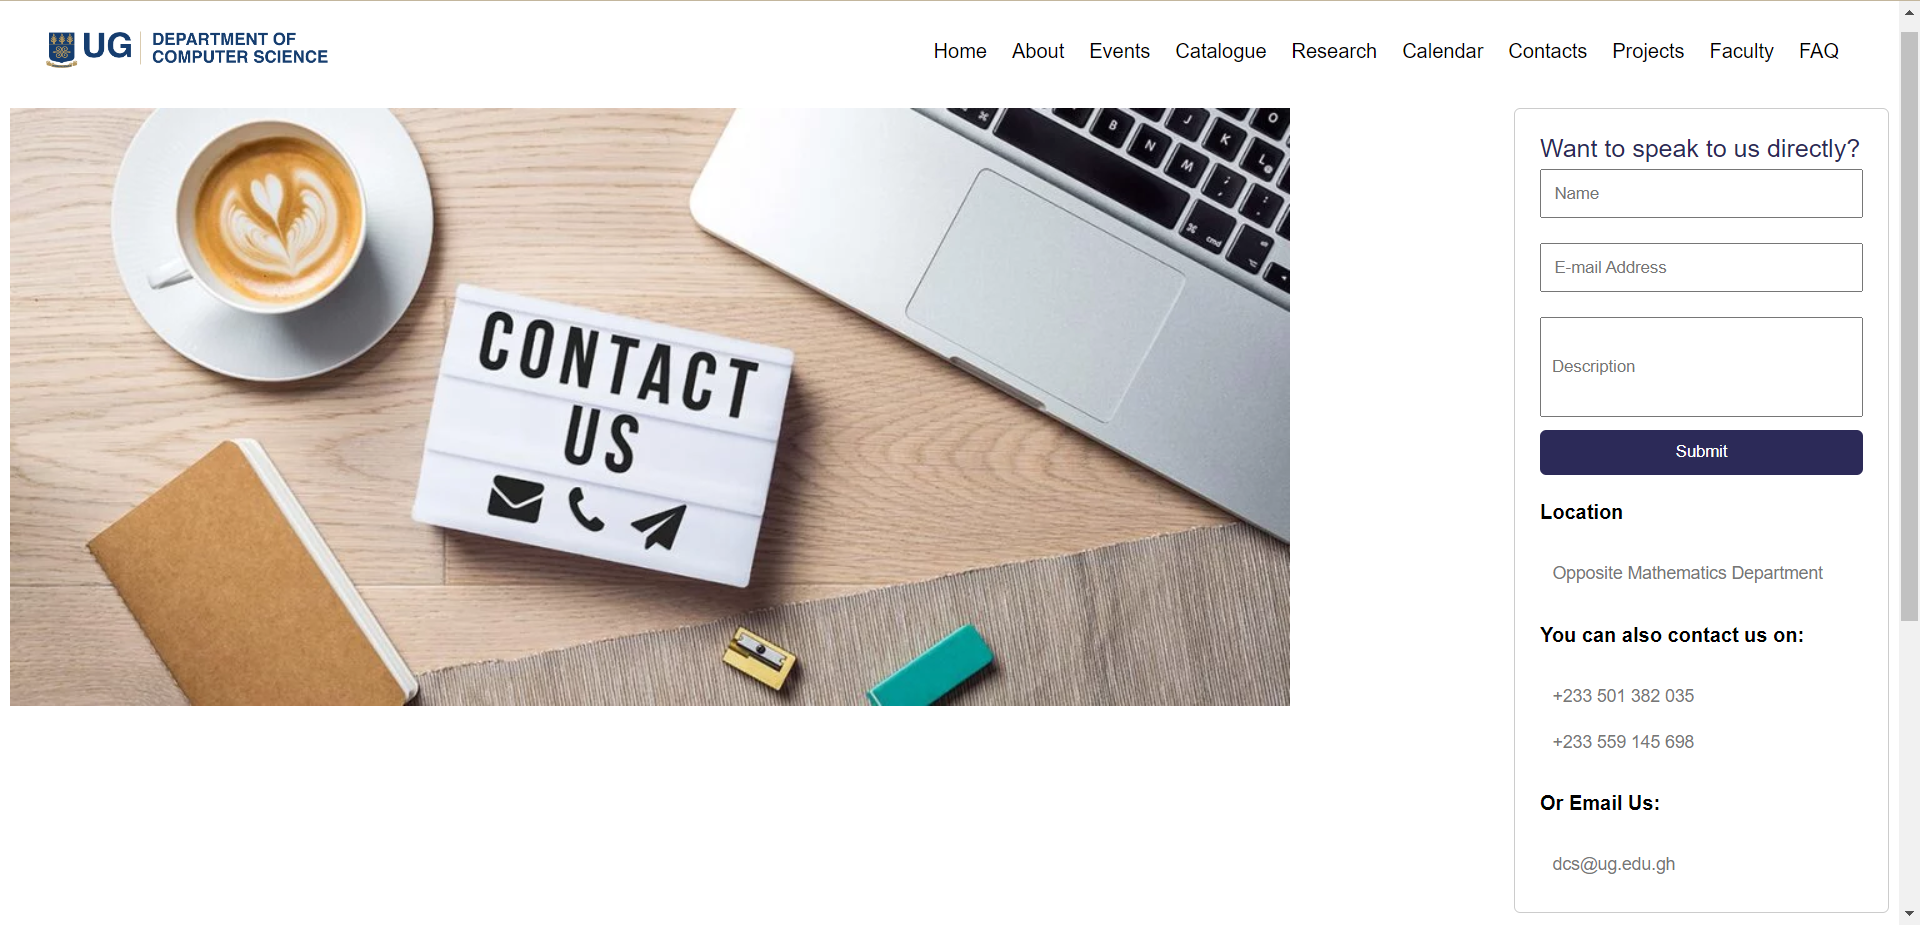 UG
DEPARTMENT OF
COMPUTER SCIENCE
Home About Events Catalogue Research Calendar Contacts Projects Faculty FAQ
CONTACT
US
B
N
M
J
K
L
O
cmd
Want to speak to us directly?
Name
E-mail Address
Description
Submit
Location
Opposite Mathematics Department
You can also contact us on:
+233 501 382 035
+233 559 145 698
Or Email Us:
dcs@ug.edu.gh